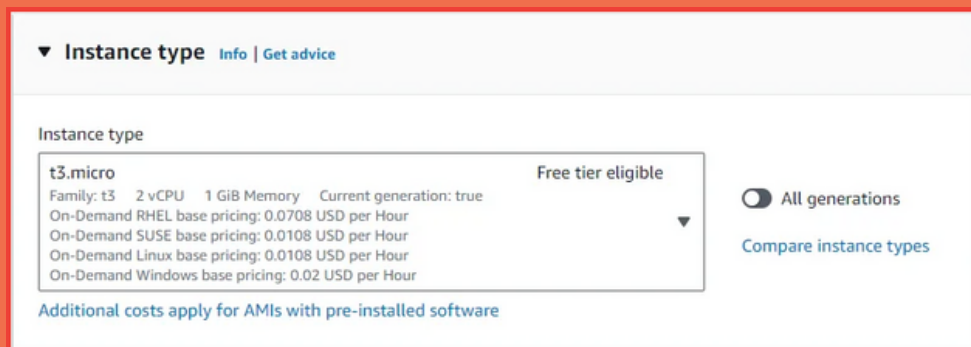 Instance type Info | Get advice
Instance type
t3.micro Free tier eligible
Family: t3 2 vCPU 1 GiB Memory Current generation: true
On-Demand RHEL base pricing: 0.0708 USD per Hour
On-Demand SUSE base pricing: 0.0108 USD per Hour
On-Demand Linux base pricing: 0.0108 USD per Hour
On-Demand Windows base pricing: 0.02 USD per Hour
All generations
Compare instance types
Additional costs apply for AMIs with pre-installed software